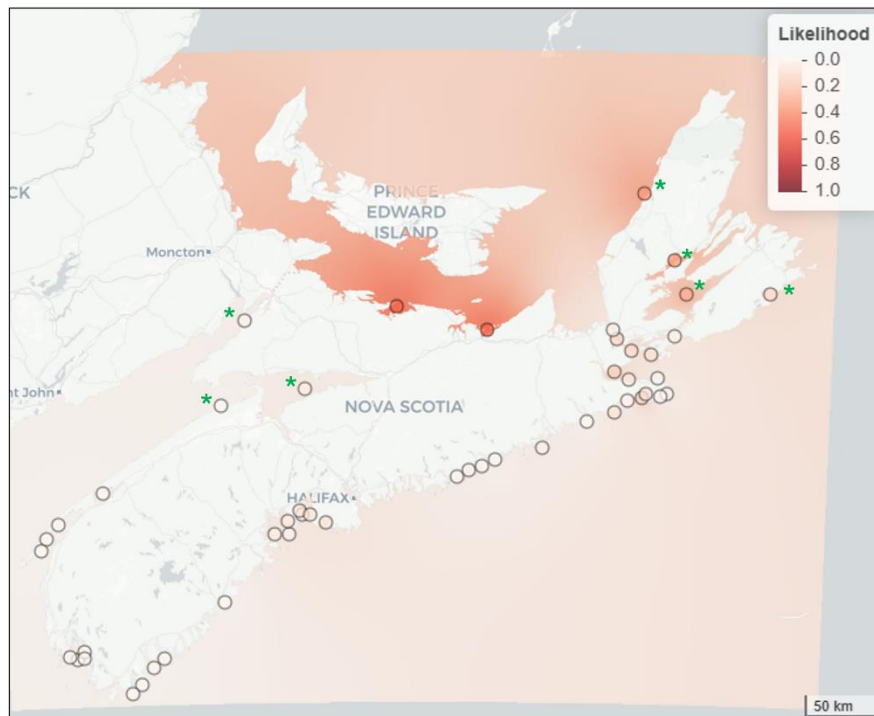 Likelihood
0.0
0.2
0.4
0.6
0.8
1.0
CK
PRINCE
EDWARD
ISLAND
Moncton
nt John
NOVA SCOTIA
HALIFAX
50 km